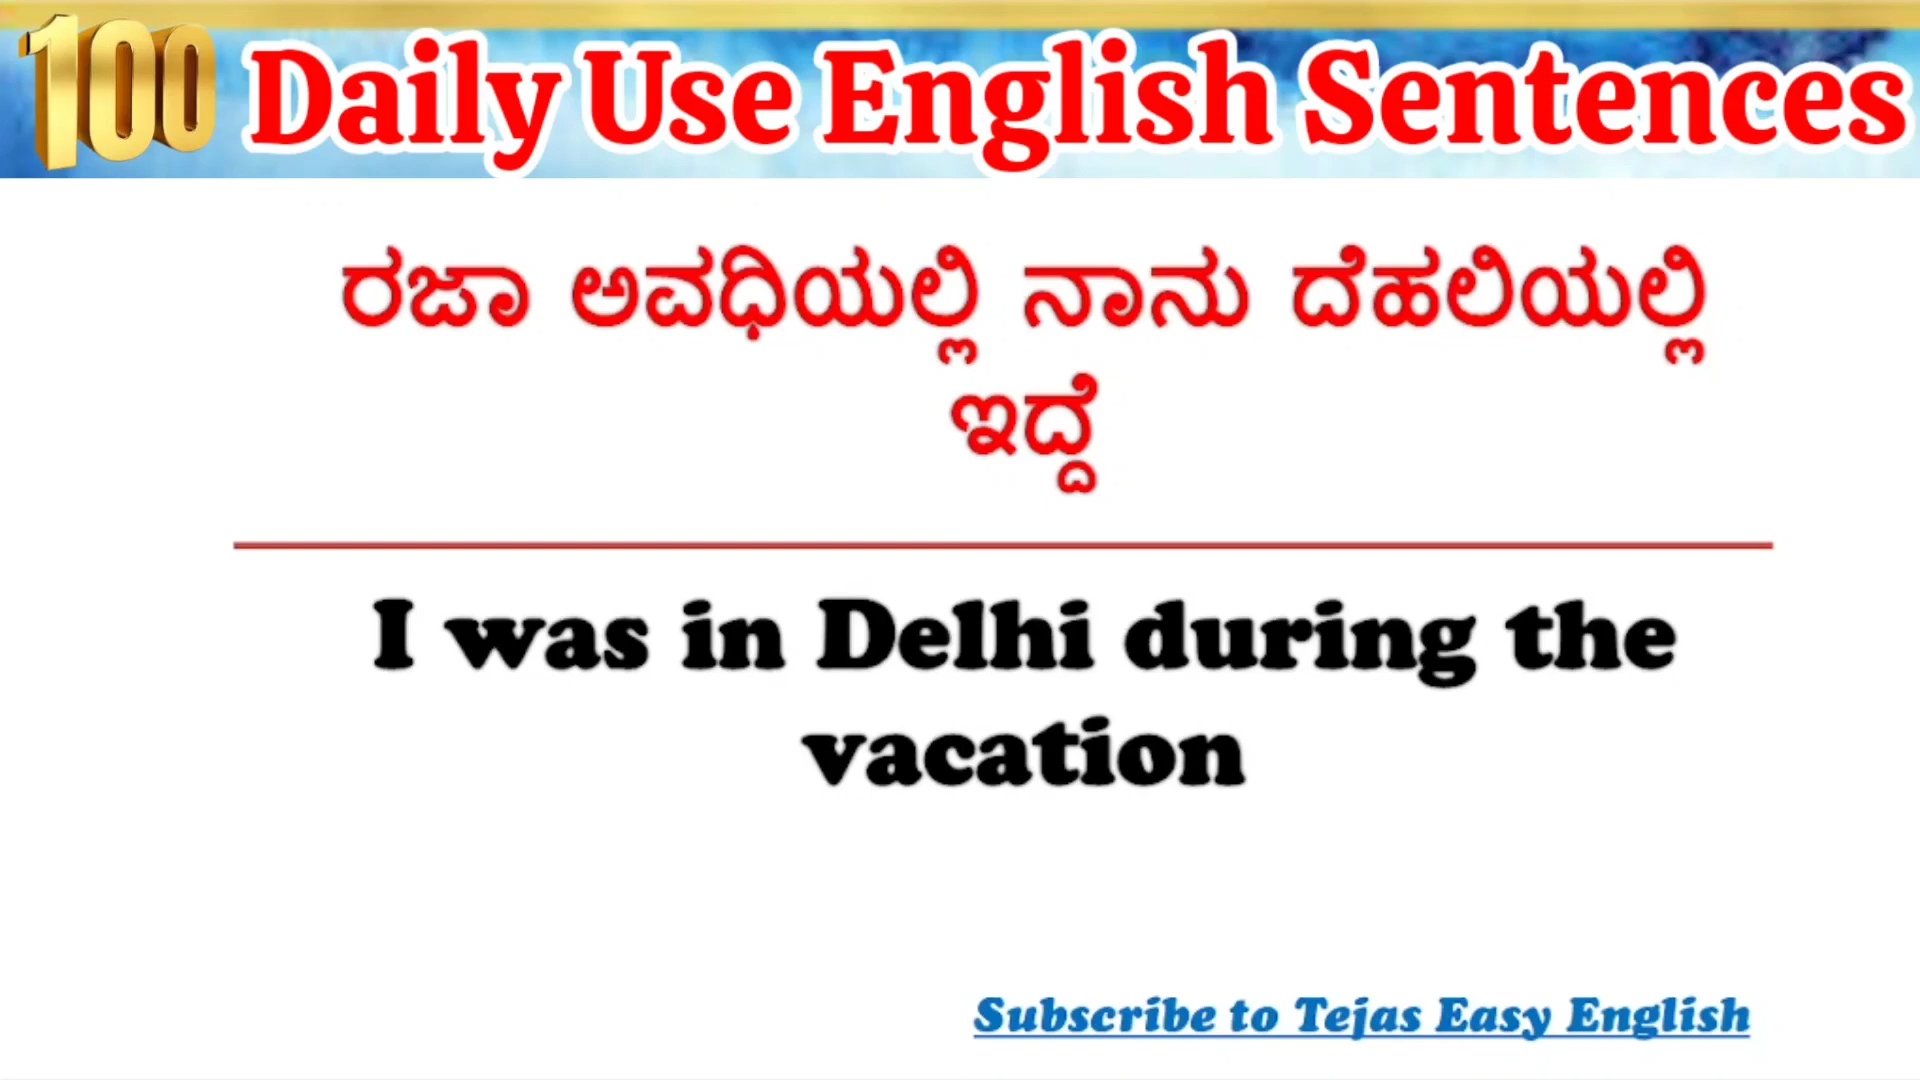 100 Daily Use English Sentences
ರಜಾ ಅವಧಿಯಲ್ಲಿ ನಾನು ದೆಹಲಿಯಲ್ಲಿ
ಇದ್ದೆ
I was in Delhi during the
vacation
Subscribe to Tejas Easy English